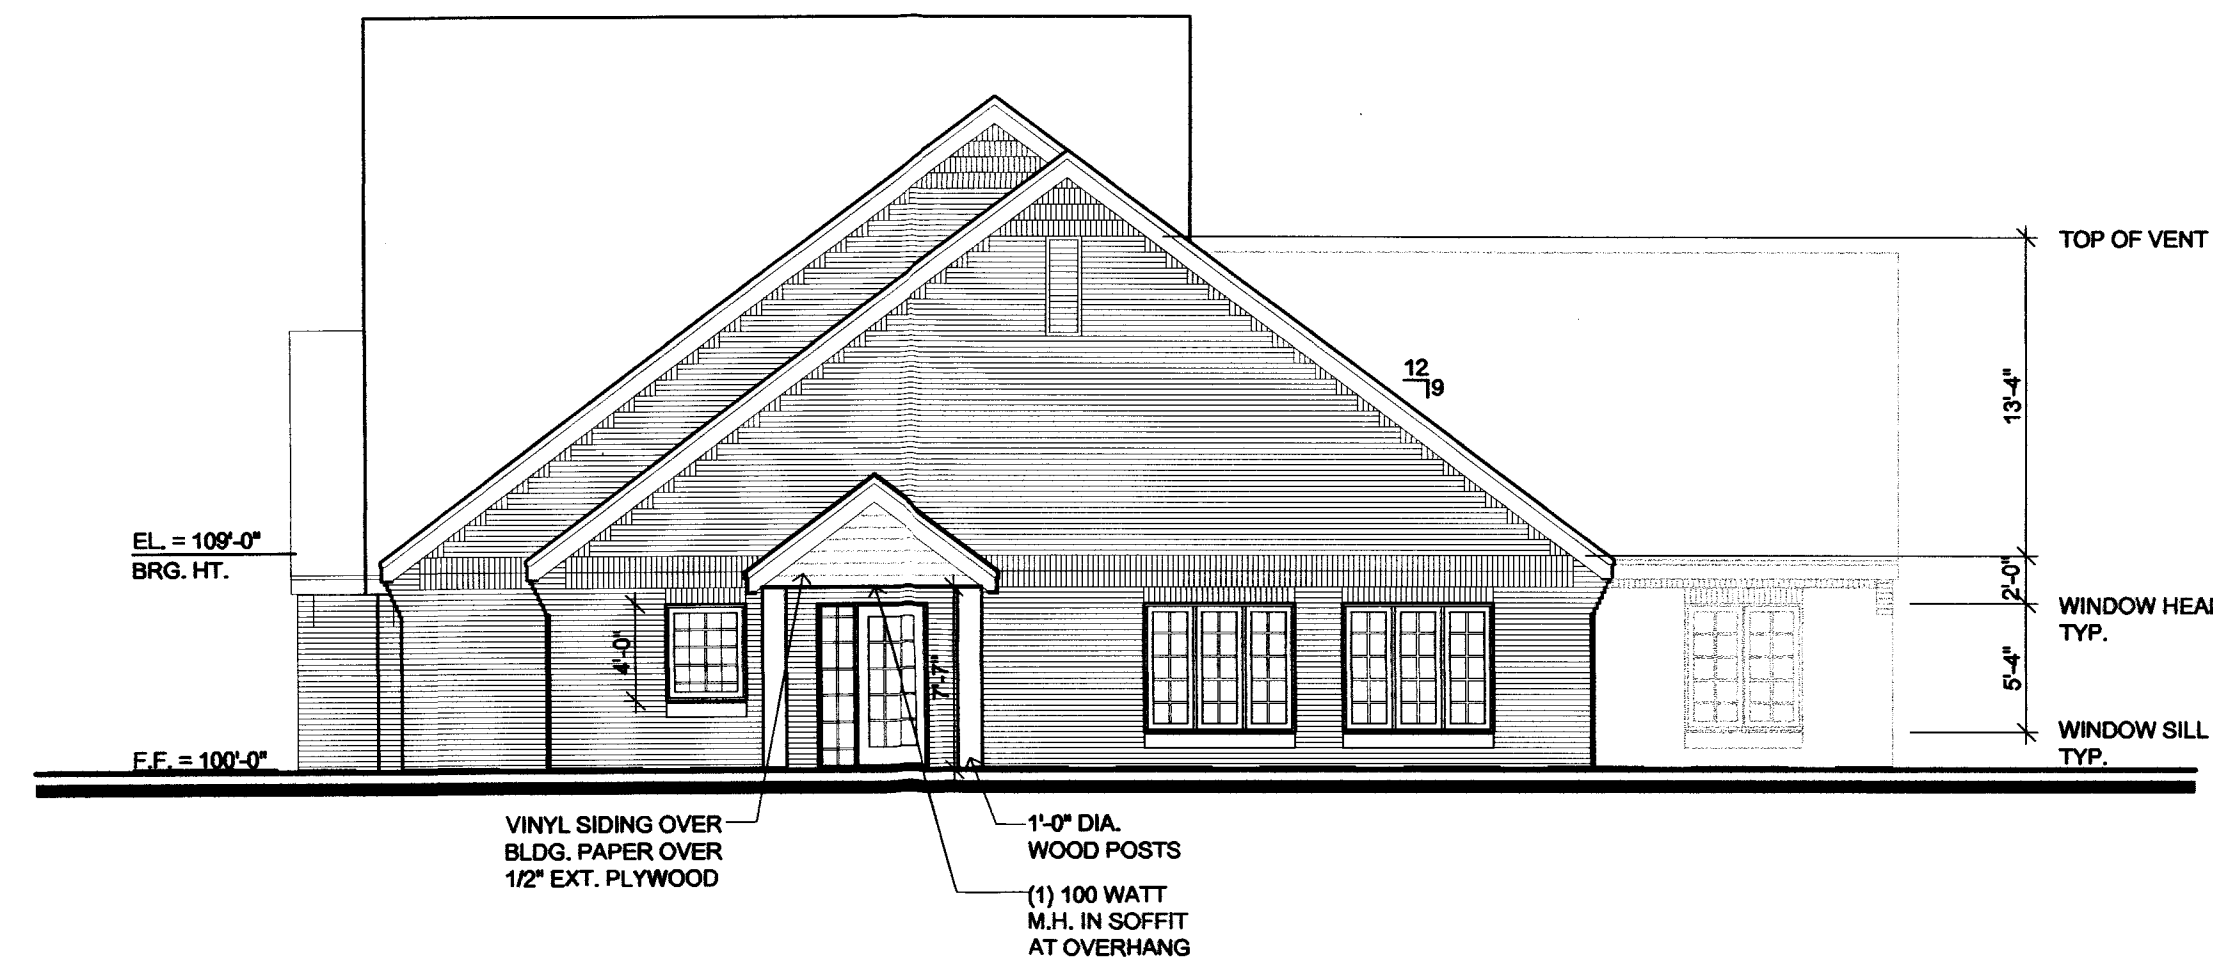 TOP OF VENT
12
9
13'-4"
EL. = 109'-0"
BRG. HT.
2'-0"
WINDOW HEA
TYP.
4'-0"
7'-7"
5'-4"
WINDOW SILL
TYP.
F.F. = 100'-0"
VINYL SIDING OVER
BLDG. PAPER OVER
1/2" EXT. PLYWOOD
1'-0" DIA.
WOOD POSTS
(1) 100 WATT
M.H. IN SOFFIT
AT OVERHANG